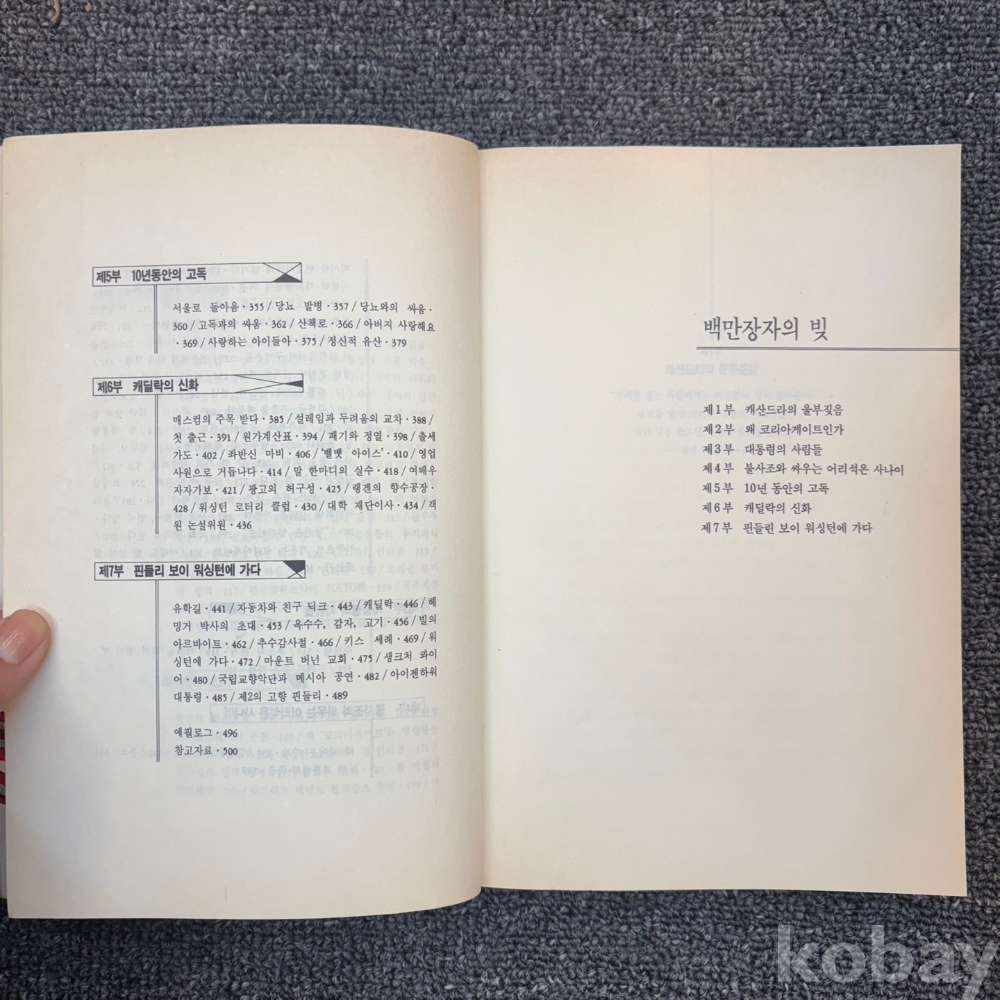 제5부 10년동안의 고독
서울로 돌아옴·355/당뇨 발병·357/당뇨와의 싸움·
360/고독과의 싸움·362/산책로·366/아버지 사랑해요
·369/사랑하는 아이들아·375/정신적 유산·379
제6부 캐딜락의 신화
매스컴의 주목 받다·385/설레임과 두려움의 교차·388/
첫 출근·391/원가계산표·394/패기와 정열·398/출세
가도·402/좌반신 마비·406/'벨벳 아이스'·410/영업
사원으로 거듭나다·414/말 한마디의 실수·418/여배우
자자가보·421/광고의 허구성·425/랭겐의 향수공장·
428/워싱턴 로터리 클럽·430/대학 재단이사·434/객
원 논설위원·436
제7부 핀들리 보이 워싱턴에 가다
유학길·441/자동차와 친구 딕크·443/캐딜락·446/헤
밍거 박사의 초대·453/옥수수, 감자, 고기·456/빌의
아르바이트·462/추수감사절·466/키스 세례·469/워
싱턴에 가다·472/마운트 버넌 교회·475/생크처 콰이
어·480/국립교향악단과 메시아 공연·482/아이젠하워
대통령·485/제2의 고향 핀들리·489
에필로그·496
참고자료·500
백만장자의 빚
제1부 캐산드라의 울부짖음
제2부 왜 코리아게이트인가
제3부 대통령의 사람들
제4부 불사조와 싸우는 어리석은 사나이
제5부 10년 동안의 고독
제6부 캐딜락의 신화
제7부 핀들린 보이 워싱턴에 가다
kobay